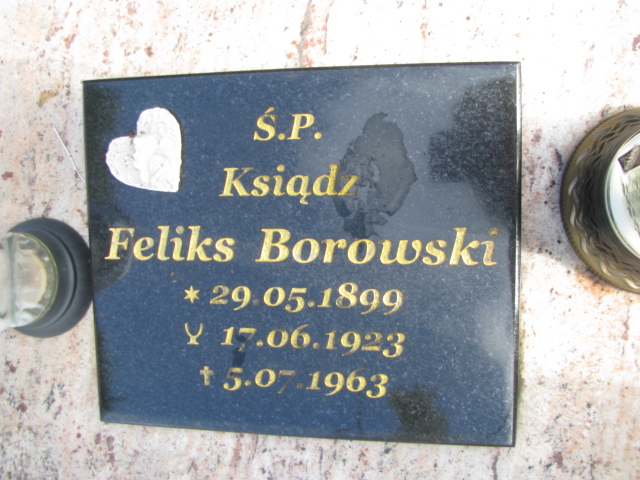 Ś.P.
Ksiądz
Feliks Borowski
* 29.05.1899
17.06.1923
† 5.07.1963